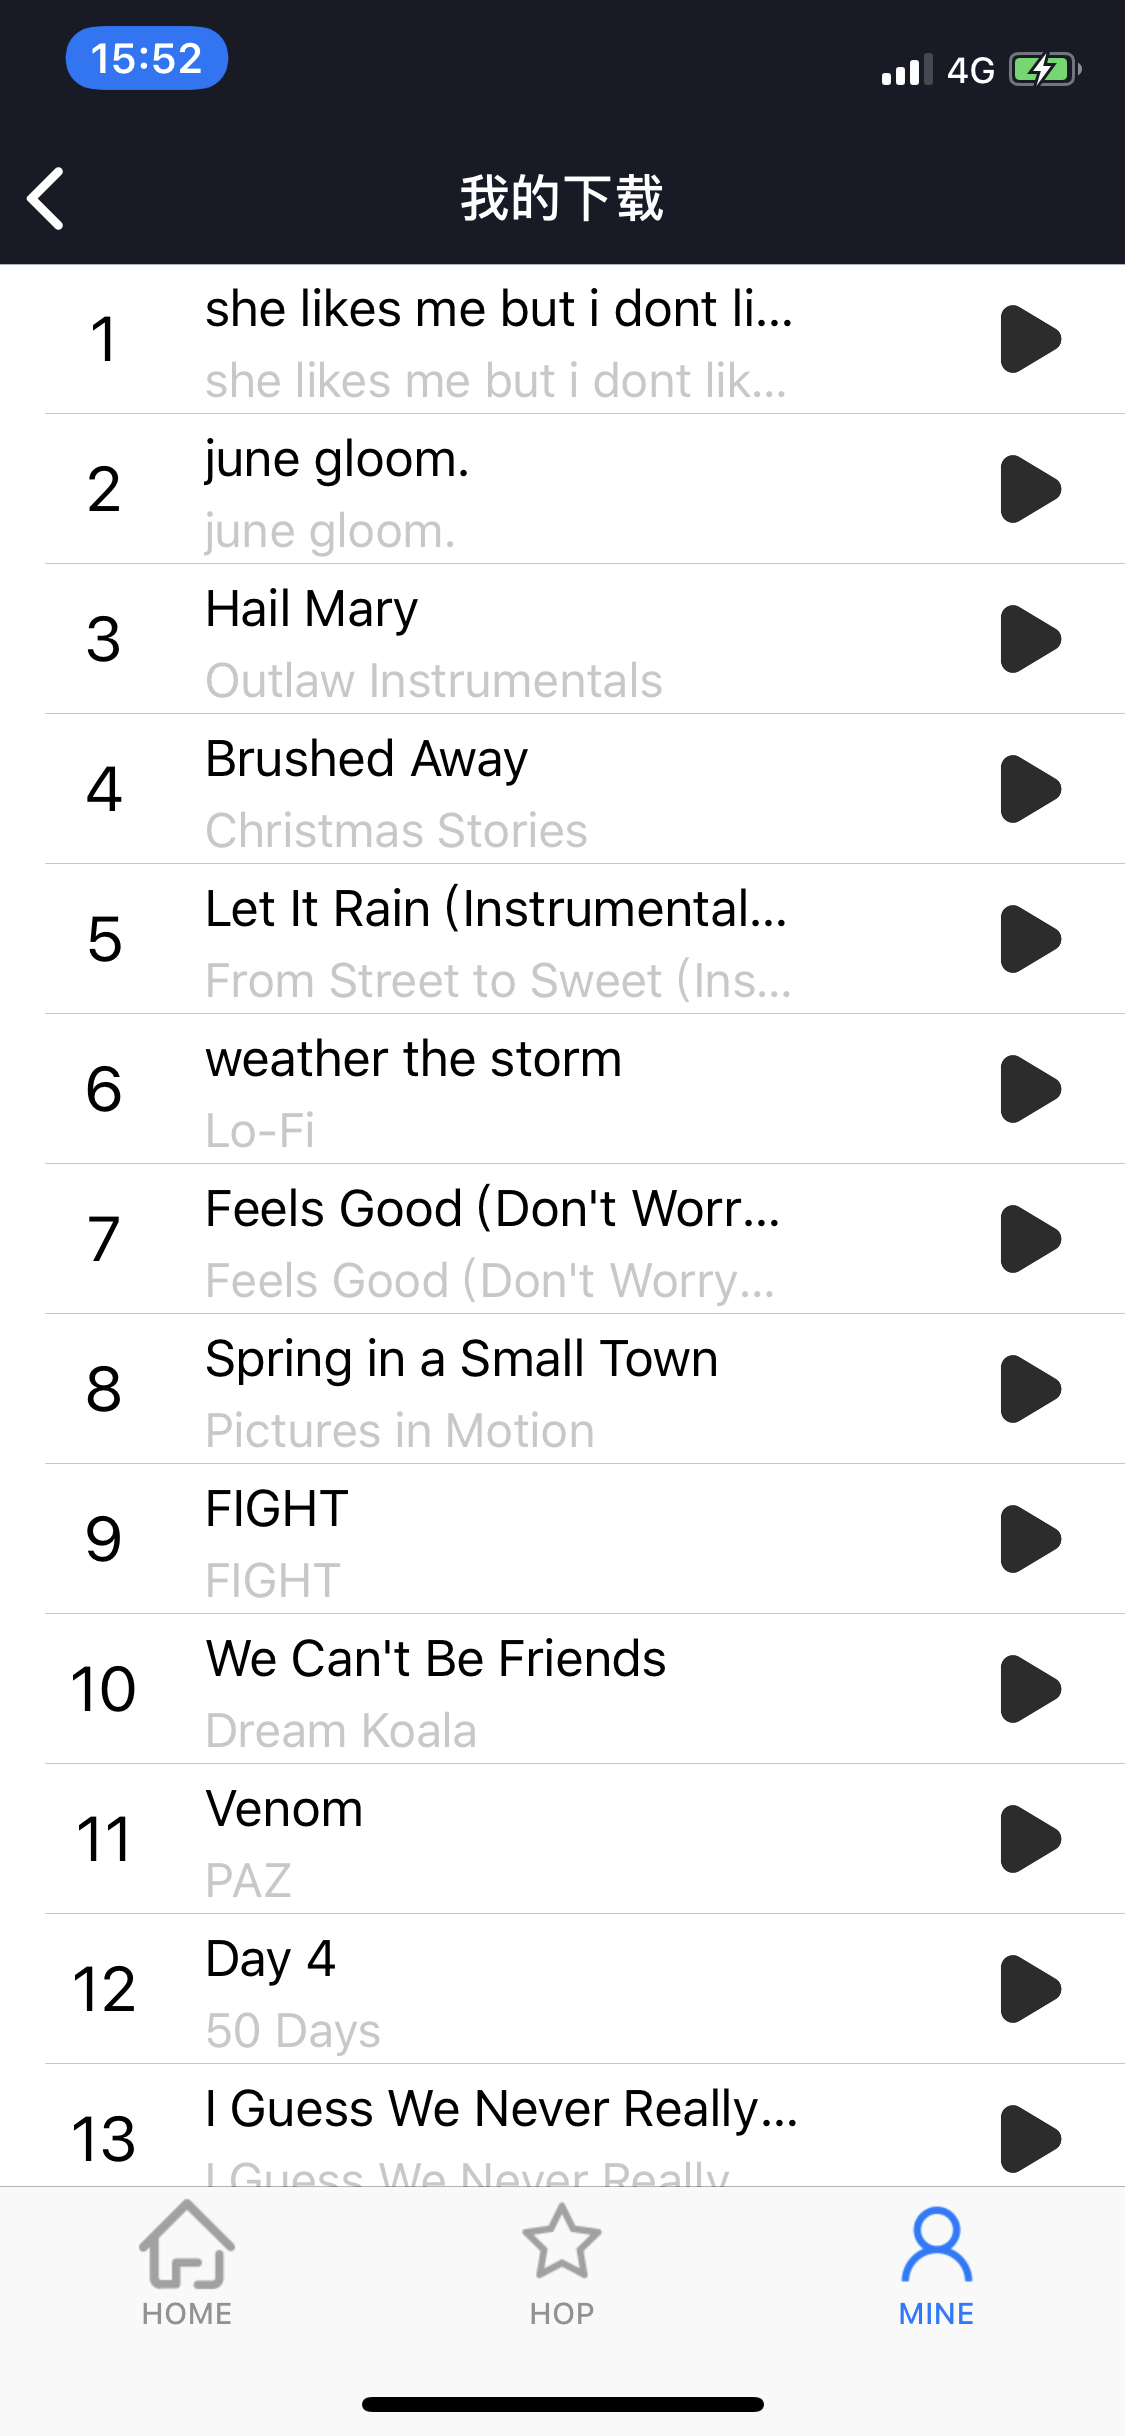 15:52
4G
我的下载
1
she likes me but i dont li...
she likes me but i dont lik...
2
june gloom.
june gloom.
3
Hail Mary
Outlaw Instrumentals
4
Brushed Away
Christmas Stories
5
Let It Rain (Instrumental...
From Street to Sweet (Ins...
6
weather the storm
Lo-Fi
7
Feels Good (Don't Worr...
Feels Good (Don't Worry...
8
Spring in a Small Town
Pictures in Motion
9
FIGHT
FIGHT
10
We Can't Be Friends
Dream Koala
11
Venom
PAZ
12
Day 4
50 Days
13
I Guess We Never Really...
I Guess We Never Really
HOME
HOP
MINE